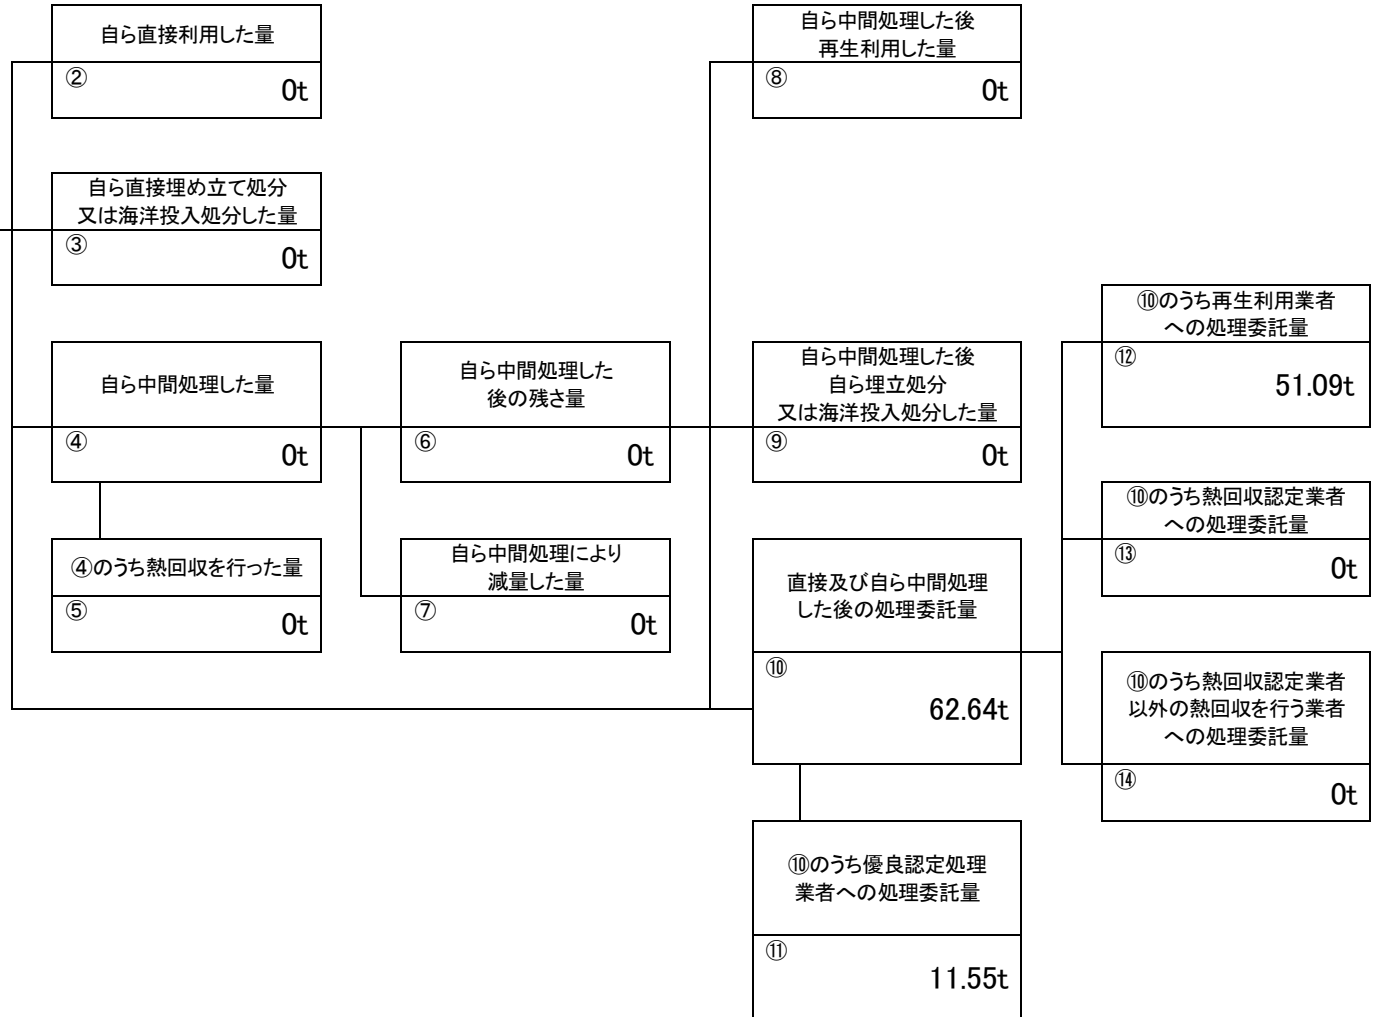 自ら直接利用した量
②
0t
自ら中間処理した後
再生利用した量
⑧
0t
自ら直接埋め立て処分
又は海洋投入処分した量
③
0t
⑩のうち再生利用業者
への処理委託量
⑫
51.09t
自ら中間処理した量
④
0t
自ら中間処理した
後の残さ量
⑥
0t
自ら中間処理した後
自ら埋立処分
又は海洋投入処分した量
⑨
0t
⑩のうち熱回収認定業者
への処理委託量
⑬
0t
④のうち熱回収を行った量
⑤
0t
自ら中間処理により
減量した量
⑦
0t
直接及び自ら中間処理
した後の処理委託量
⑩
62.64t
⑩のうち熱回収認定業者
以外の熱回収を行う業者
への処理委託量
⑭
0t
⑩のうち優良認定処理
業者への処理委託量
⑪
11.55t